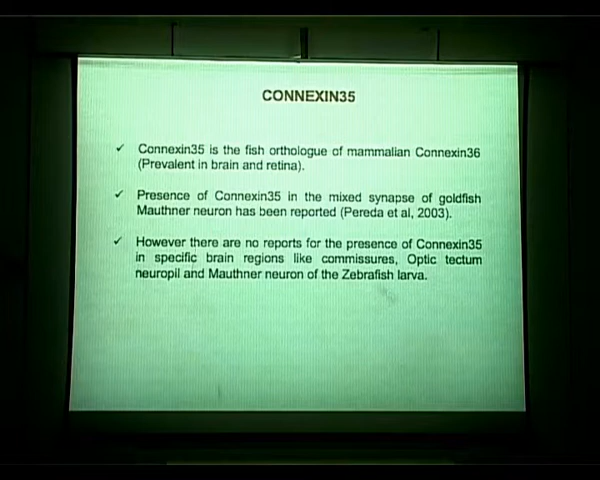 CONNEXIN35
✓ Connexin35 is the fish orthologue of mammalian Connexin36
(Prevalent in brain and retina).
✓ Presence of Connexin35 in the mixed synapse of goldfish
Mauthner neuron has been reported (Pereda et al, 2003).
✓ However there are no reports for the presence of Connexin35
in specific brain regions like commissures, Optic tectum
neuropil and Mauthner neuron of the Zebrafish larva.